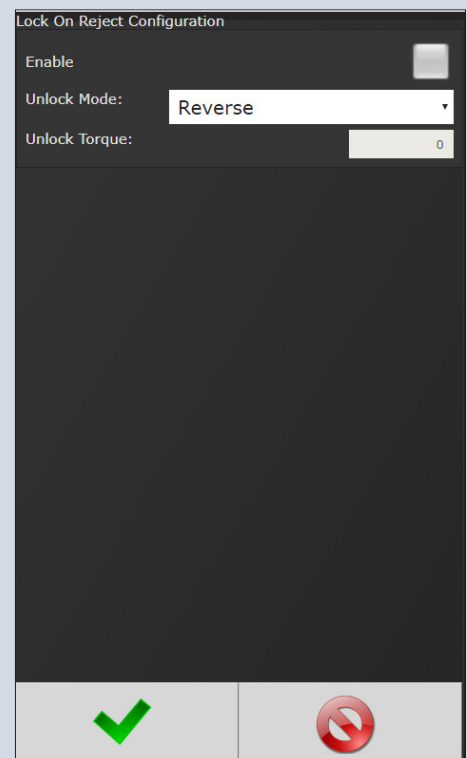 Lock On Reject Configuration
Enable
Unlock Mode: Reverse
Unlock Torque: 0